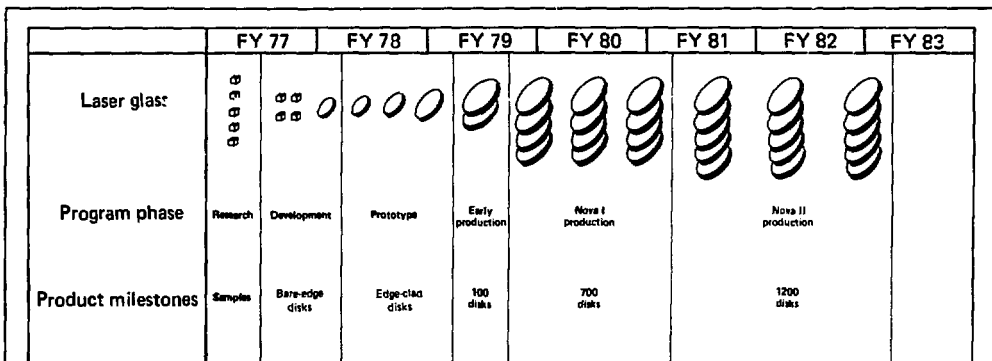 FY 77 FY 78 FY 79 FY 80 FY 81 FY 82 FY 83
Laser glass
Program phase Research Development Prototype Early production Nova I production Nova II production
Product milestones Samples Bare-edge disks Edge-clad disks 100 disks 700 disks 1200 disks